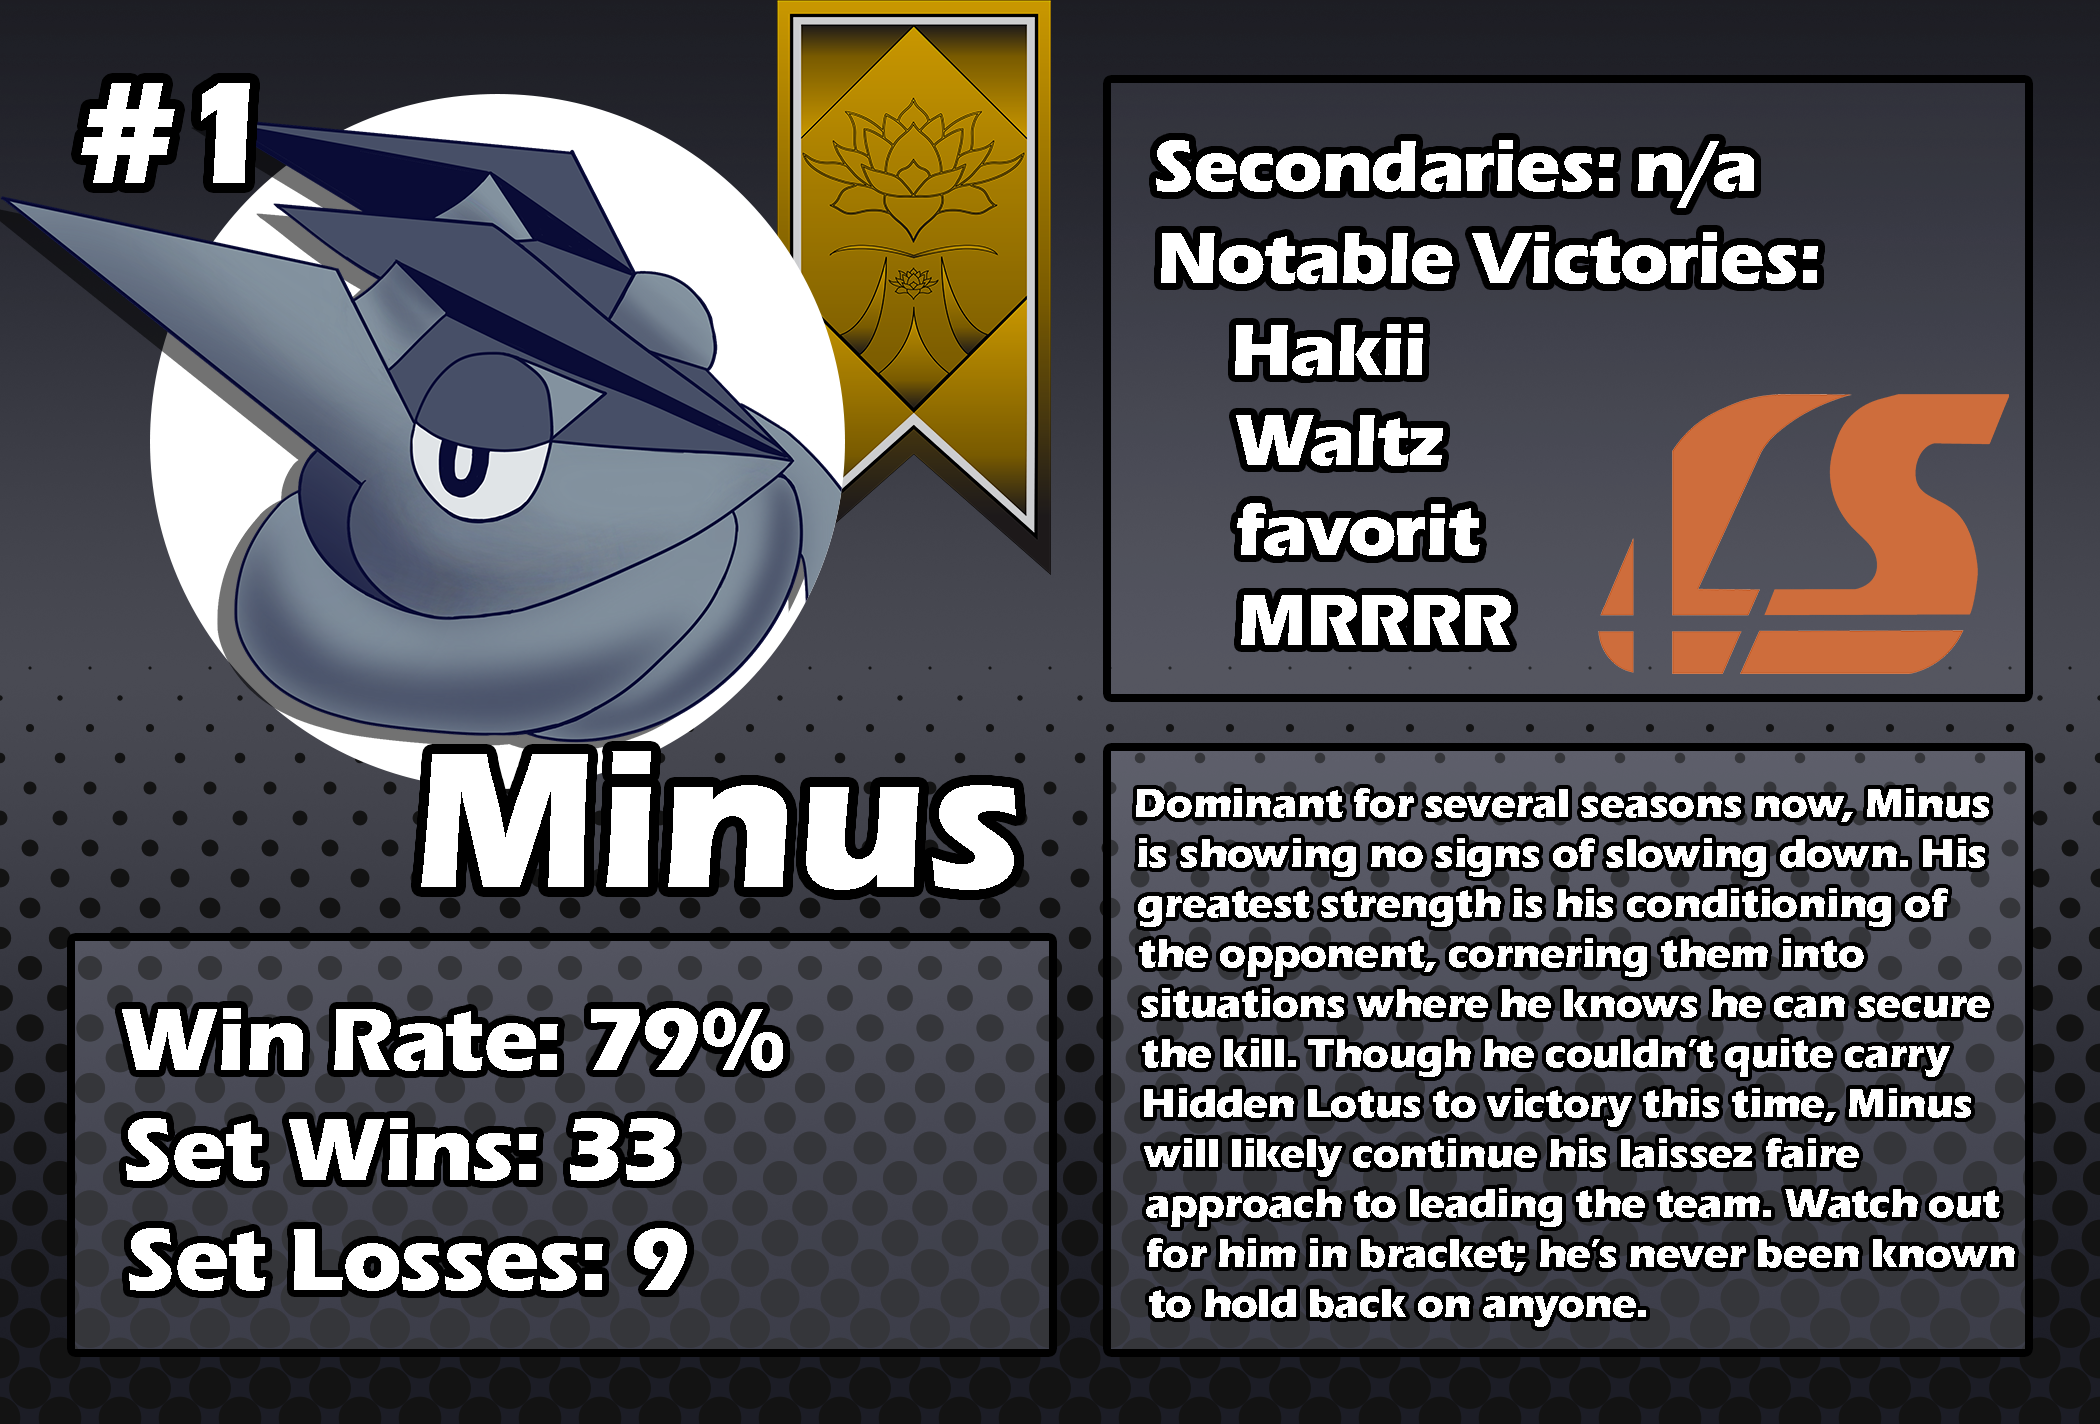 #1
Minus
Win Rate: 79%
Set Wins: 33
Set Losses: 9
Secondaries: n/a
Notable Victories:
Hakii
Waltz
favorit
MRRRR
LS
Dominant for several seasons now, Minus
is showing no signs of slowing down. His
greatest strength is his conditioning of
the opponent, cornering them into
situations where he knows he can secure
the kill. Though he couldn't quite carry
Hidden Lotus to victory this time, Minus
will likely continue his laissez faire
approach to leading the team. Watch out
for him in bracket; he's never been known
to hold back on anyone.